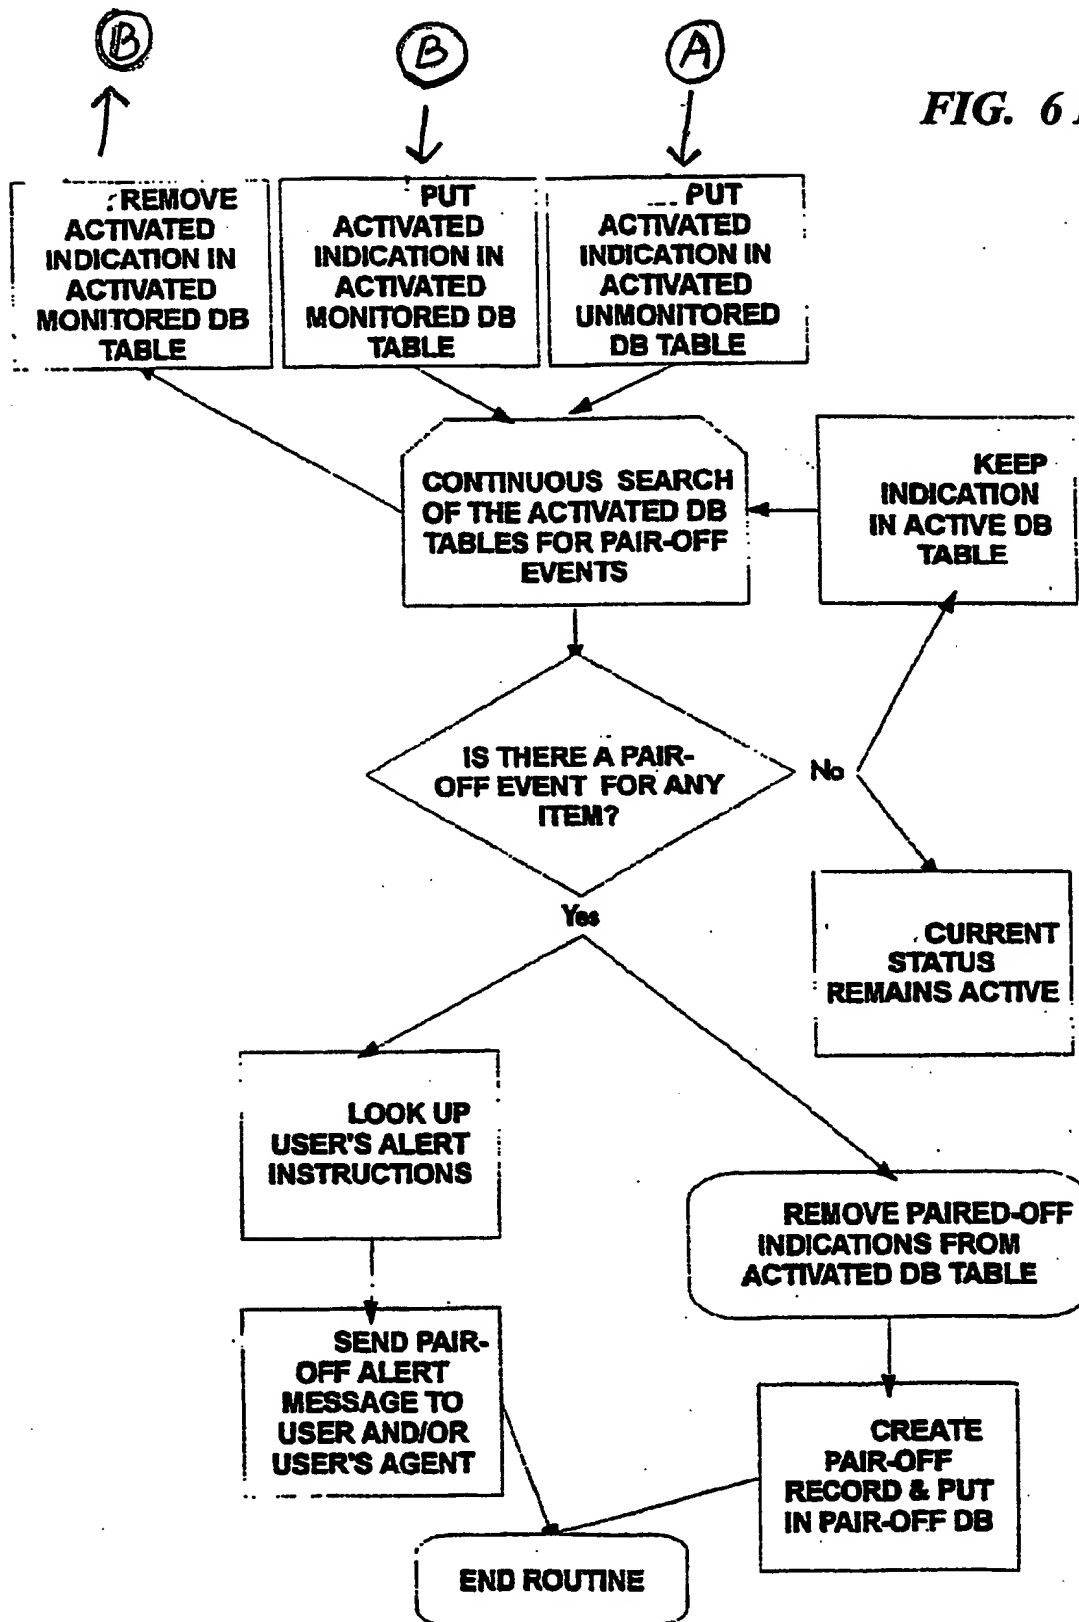 B
B
A
FIG. 6
REMOVE
ACTIVATED
INDICATION IN
ACTIVATED
MONITORED DB
TABLE
PUT
ACTIVATED
INDICATION IN
ACTIVATED
MONITORED DB
TABLE
PUT
ACTIVATED
INDICATION IN
ACTIVATED
UNMONITORED
DB TABLE
CONTINUOUS SEARCH
OF THE ACTIVATED DB
TABLES FOR PAIR-OFF
EVENTS
KEEP
INDICATION
IN ACTIVE DB
TABLE
IS THERE A PAIR-
OFF EVENT FOR ANY
ITEM?
No
Yes
CURRENT
STATUS
REMAINS ACTIVE
LOOK UP
USER'S ALERT
INSTRUCTIONS
REMOVE PAIRED-OFF
INDICATIONS FROM
ACTIVATED DB TABLE
SEND PAIR-
OFF ALERT
MESSAGE TO
USER AND/OR
USER'S AGENT
CREATE
PAIR-OFF
RECORD & PUT
IN PAIR-OFF DB
END ROUTINE